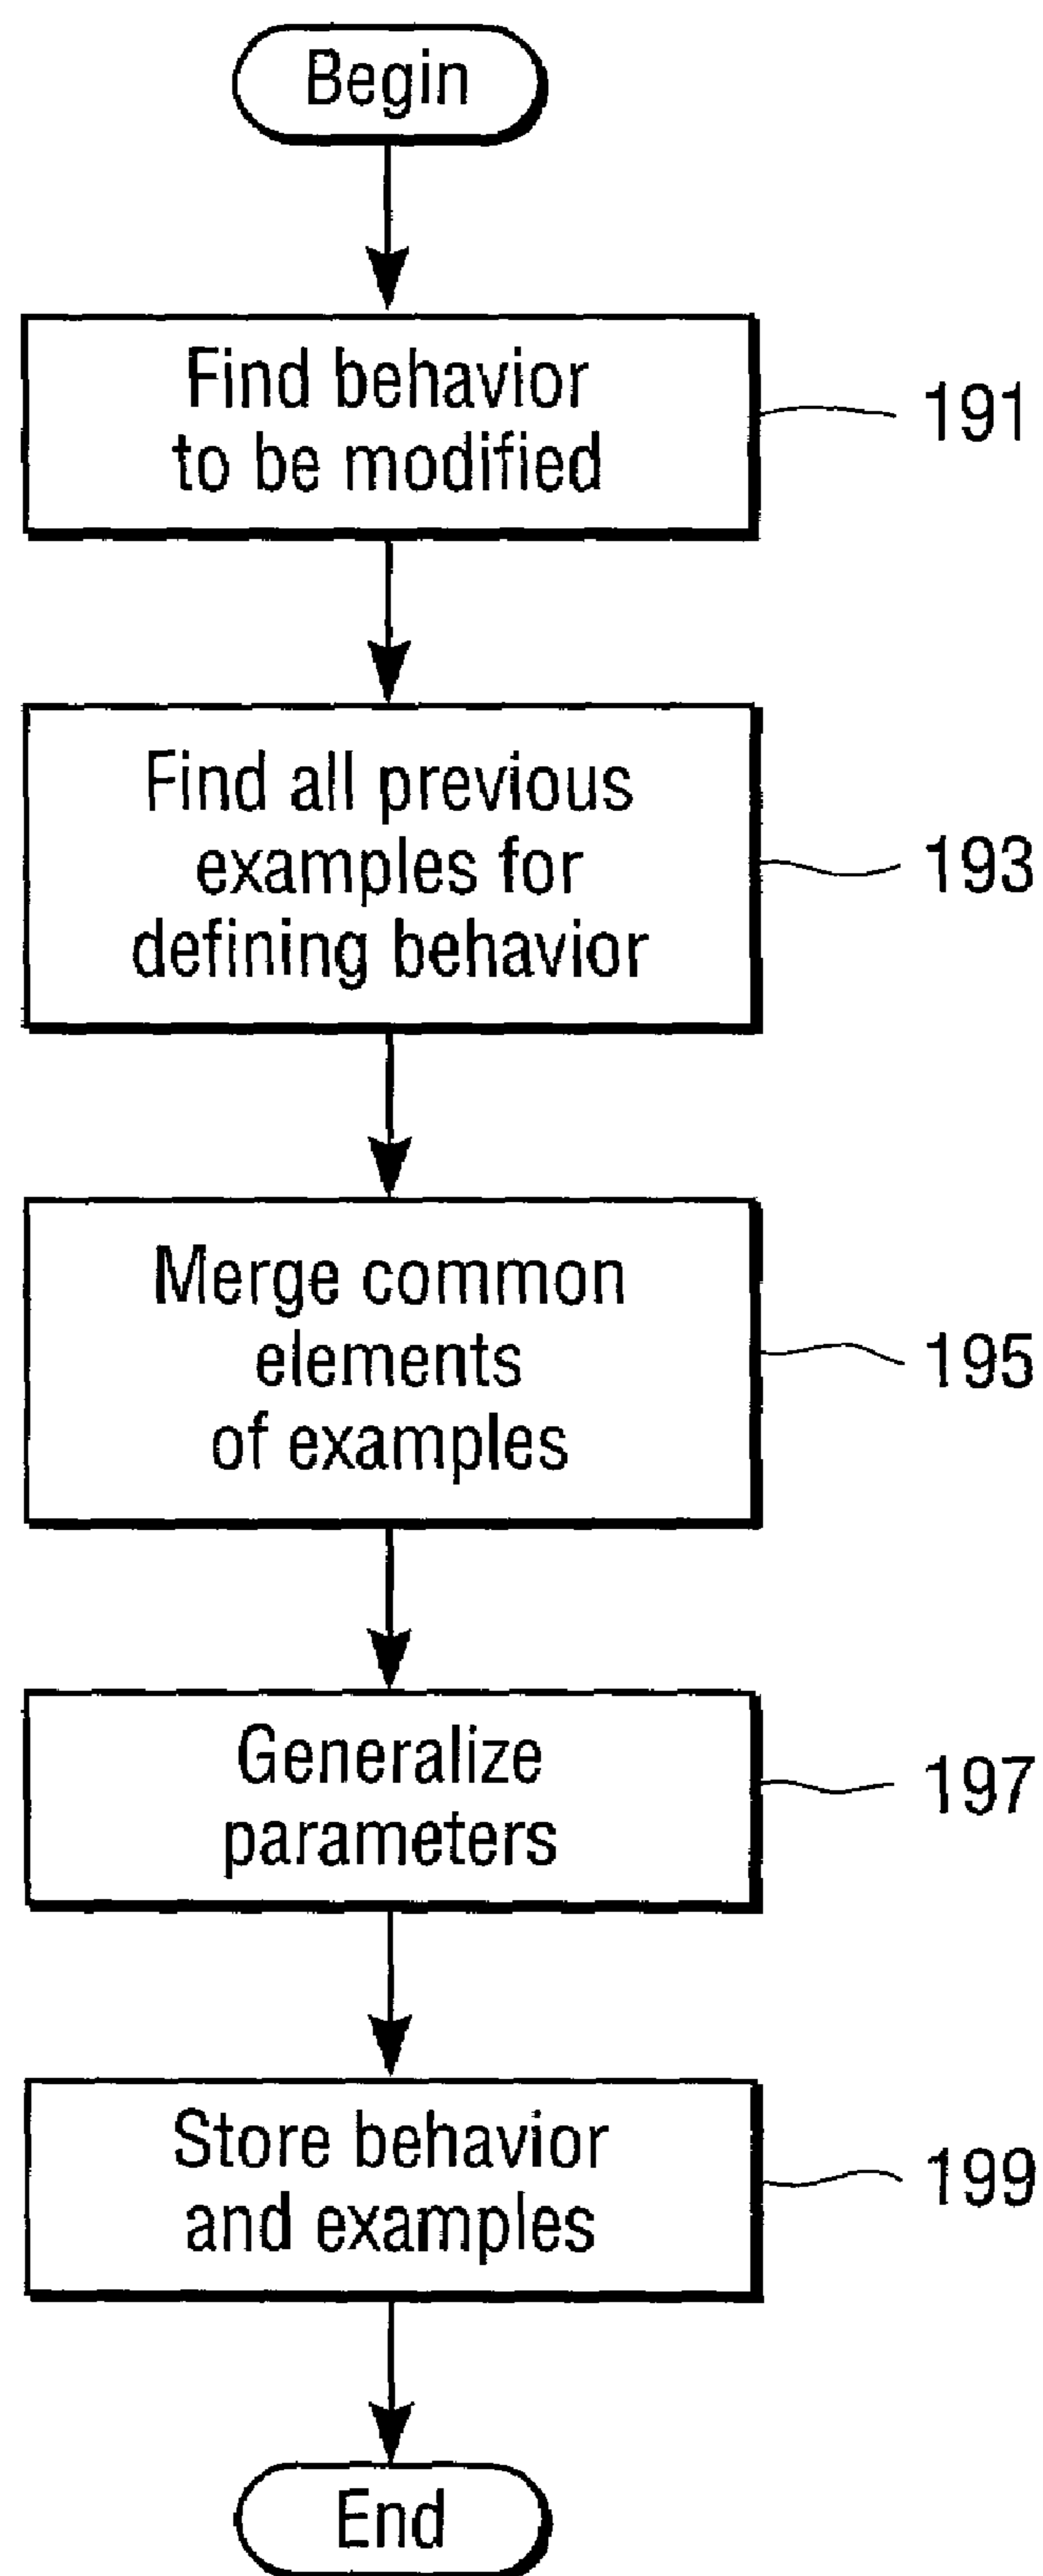 Begin
Find behavior
to be modified
191
Find all previous
examples for
defining behavior
193
Merge common
elements
of examples
195
Generalize
parameters
197
Store behavior
and examples
199
End